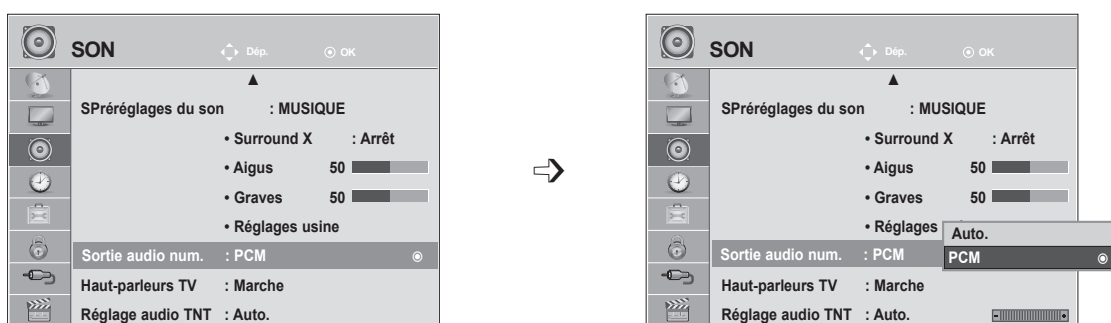 SON Dép. OK
SPréréglages du son : MUSIQUE
• Surround X : Arrêt
• Aigus 50
• Graves 50
• Réglages usine
Sortie audio num. : PCM
Haut-parleurs TV : Marche
Réglage audio TNT : Auto.
SON Dép. OK
SPréréglages du son : MUSIQUE
• Surround X : Arrêt
• Aigus 50
• Graves 50
• Réglages
Auto.
Sortie audio num. : PCM
PCM
Haut-parleurs TV : Marche
Réglage audio TNT : Auto. - +